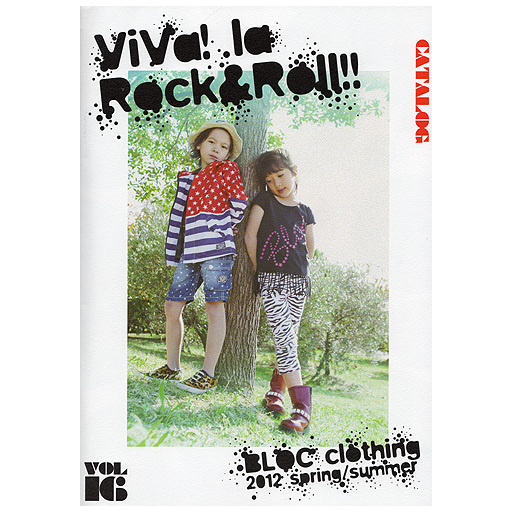 ViVa! la
Rock&Roll!!
CATALOG
BLOC clothing
2012 spring/summer
VOL
16